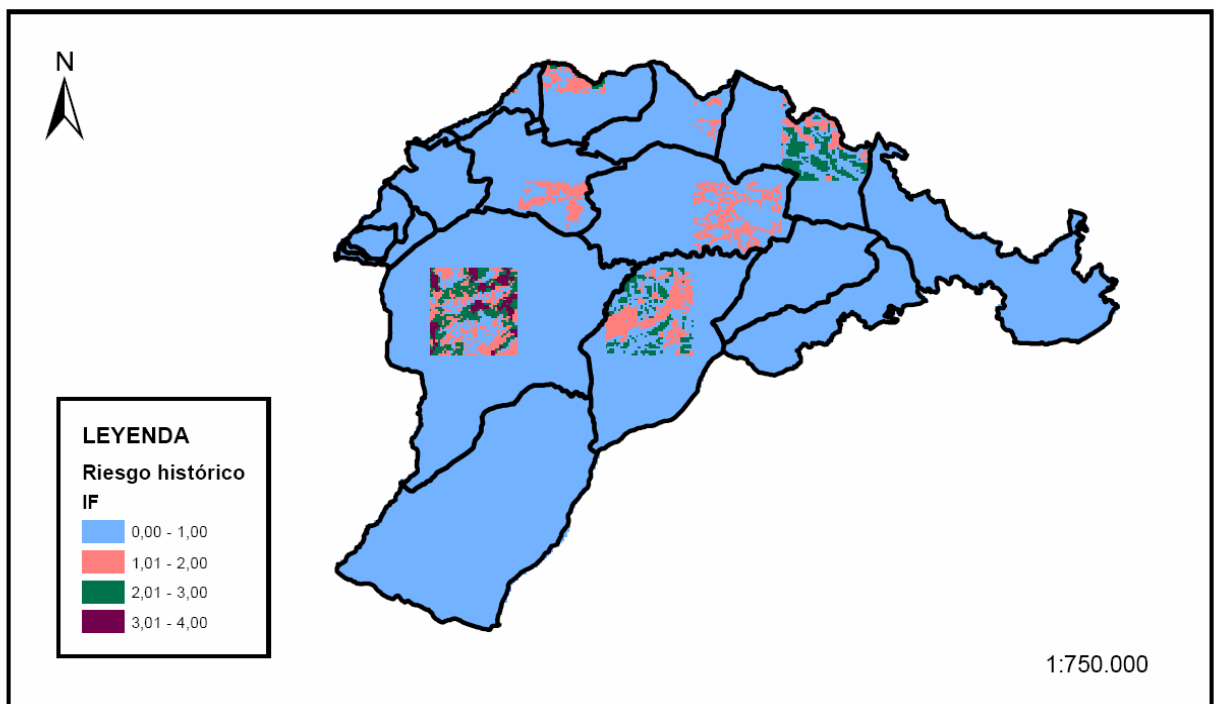 N
LEYENDA
Riesgo histórico
IF
0,00 - 1,00
1,01 - 2,00
2,01 - 3,00
3,01 - 4,00
1:750.000